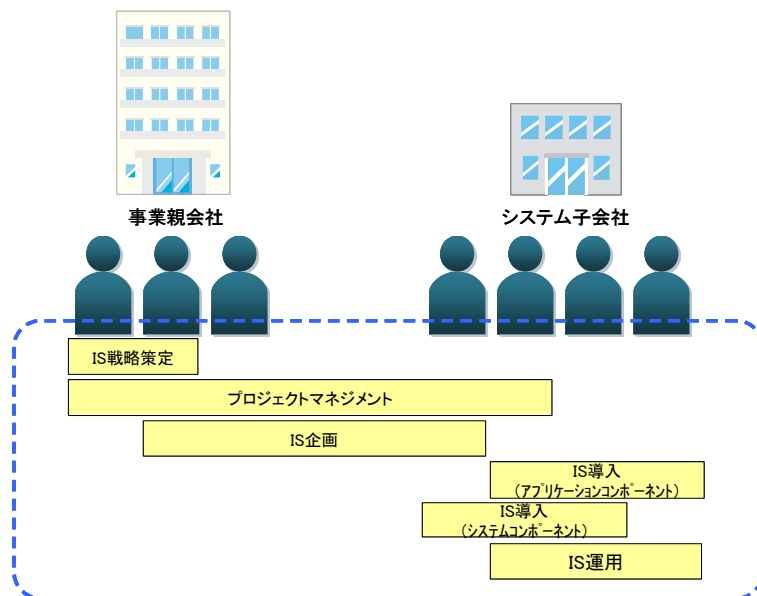 事業親会社
システム子会社
IS戦略策定
プロジェクトマネジメント
IS企画
IS導入
(アプリケーションコンポーネント)
IS導入
(システムコンポーネント)
IS運用